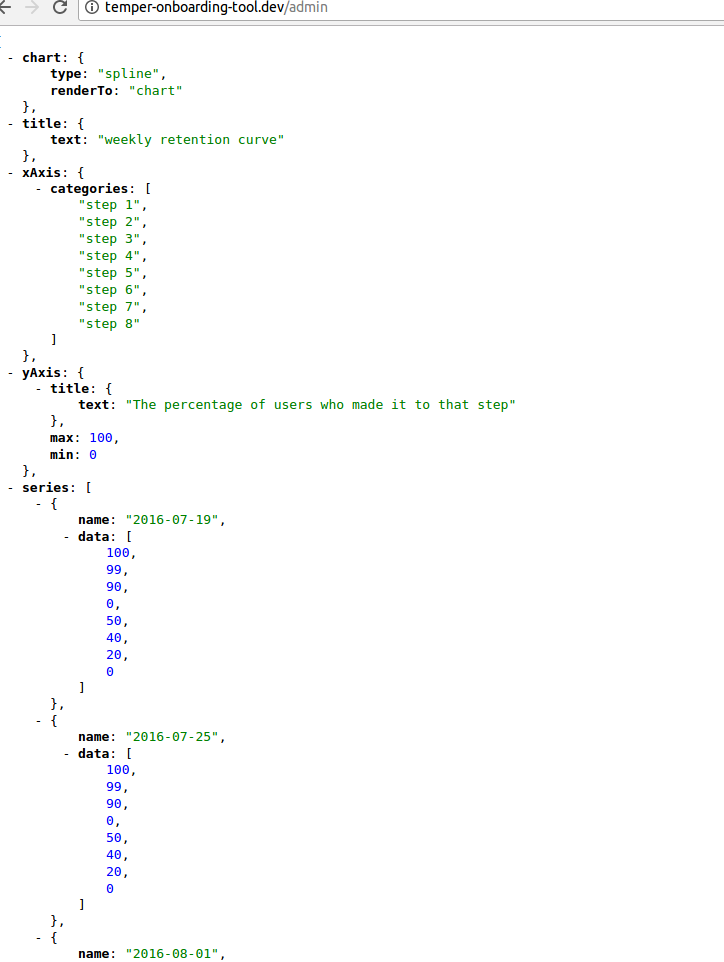 temper-onboarding-tool.dev/admin
{
- chart: {
type: "spline",
renderTo: "chart"
},
- title: {
text: "weekly retention curve"
},
- xAxis: {
- categories: [
"step 1",
"step 2",
"step 3",
"step 4",
"step 5",
"step 6",
"step 7",
"step 8"
]
},
- yAxis: {
- title: {
text: "The percentage of users who made it to that step"
},
max: 100,
min: 0
},
- series: [
- {
name: "2016-07-19",
- data: [
100,
99,
90,
0,
50,
40,
20,
0
]
},
- {
name: "2016-07-25",
- data: [
100,
99,
90,
0,
50,
40,
20,
0
]
},
- {
name: "2016-08-01",